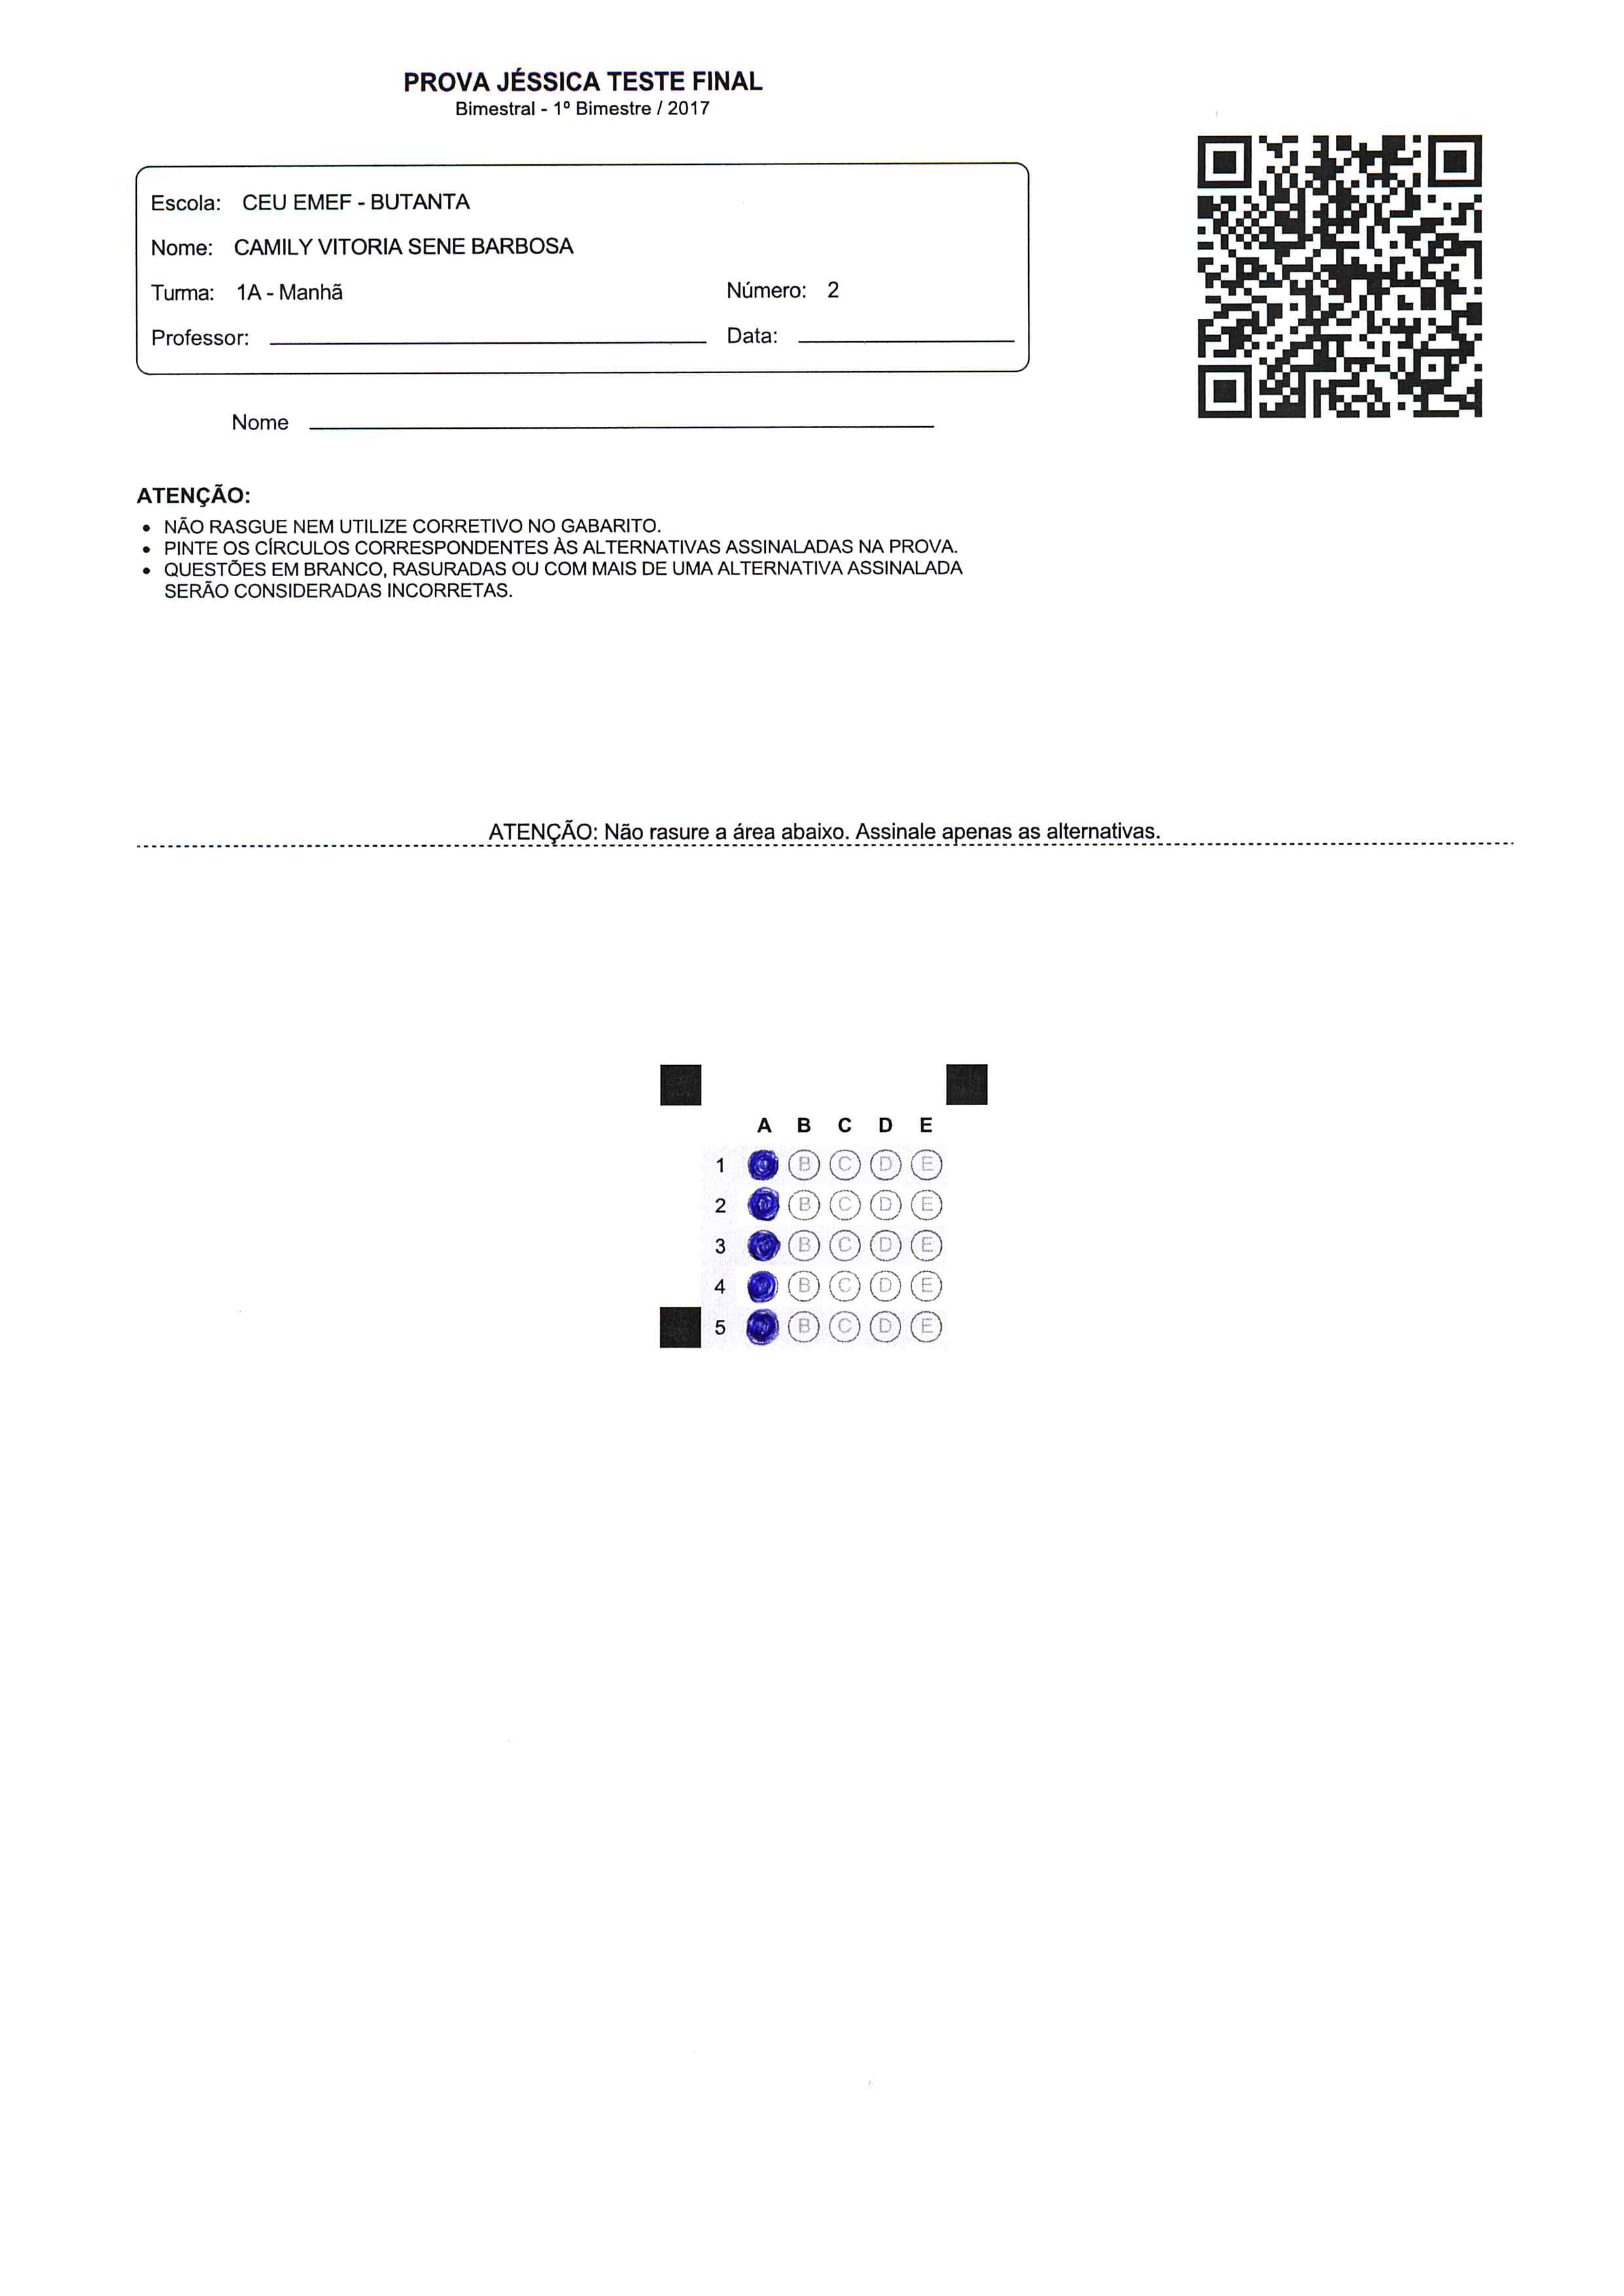 PROVA JÉSSICA TESTE FINAL
Bimestral - 1º Bimestre / 2017
Escola: CEU EMEF - BUTANTA
Nome: CAMILY VITORIA SENE BARBOSA
Turma: 1A - Manhã Número: 2
Professor: Data:
Nome
ATENÇÃO:
• NÃO RASGUE NEM UTILIZE CORRETIVO NO GABARITO.
• PINTE OS CÍRCULOS CORRESPONDENTES ÀS ALTERNATIVAS ASSINALADAS NA PROVA.
• QUESTÕES EM BRANCO, RASURADAS OU COM MAIS DE UMA ALTERNATIVA ASSINALADA
SERÃO CONSIDERADAS INCORRETAS.
ATENÇÃO: Não rasure a área abaixo. Assinale apenas as alternativas.
A B C D E
1 B C D E
2 B C D E
3 B C D E
4 B C D E
5 B C D E